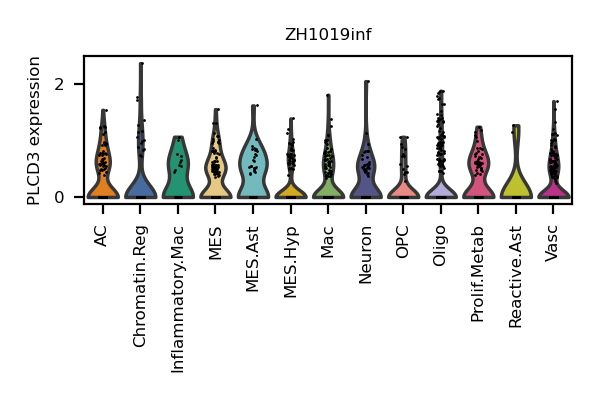 ZH1019inf
PLCD3 expression
2
0
AC
Chromatin.Reg
Inflammatory.Mac
MES
MES.Ast
MES.Hyp
Mac
Neuron
OPC
Oligo
Prolif.Metab
Reactive.Ast
Vasc